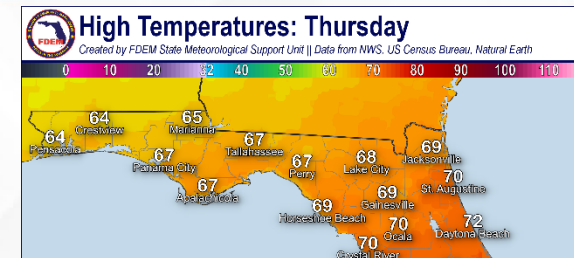 High Temperatures: Thursday
FDEM
Created by FDEM State Meteorological Support Unit || Data from NWS, US Census Bureau, Natural Earth
0 10 20 32 40 50 60 70 80 90 100 110
64
Crestview
65
Marianna
64
Pensacola
67
Tallahassee
69
Jacksonville
67
Panama City
67
Perry
68
Lake City
70
St. Augustine
67
Apalachicola
69
Gainesville
69
Horseshoe Beach
72
Daytona Beach
70
Ocala
70
Crystal River